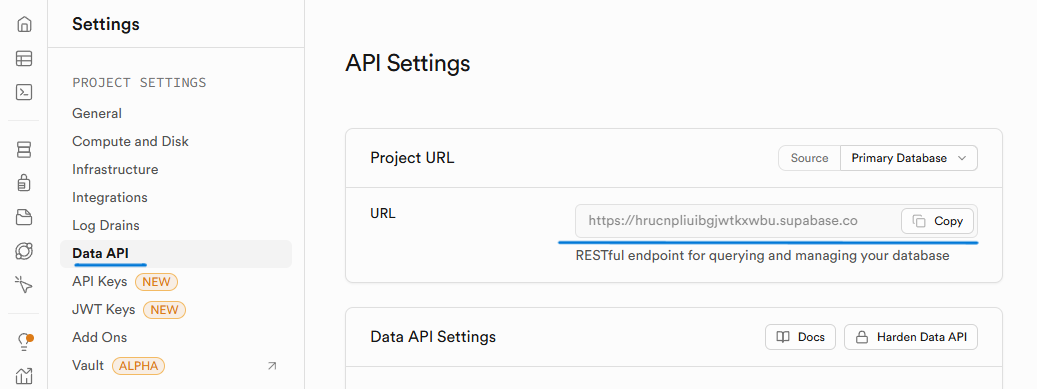 Settings
PROJECT SETTINGS
General
Compute and Disk
Infrastructure
Integrations
Log Drains
Data API
API Keys NEW
JWT Keys NEW
Add Ons
Vault ALPHA
API Settings
Project URL
Source Primary Database
URL
https://hrucnpliuibgjwtkxwbu.supabase.co Copy
RESTful endpoint for querying and managing your database
Data API Settings
Docs Harden Data API